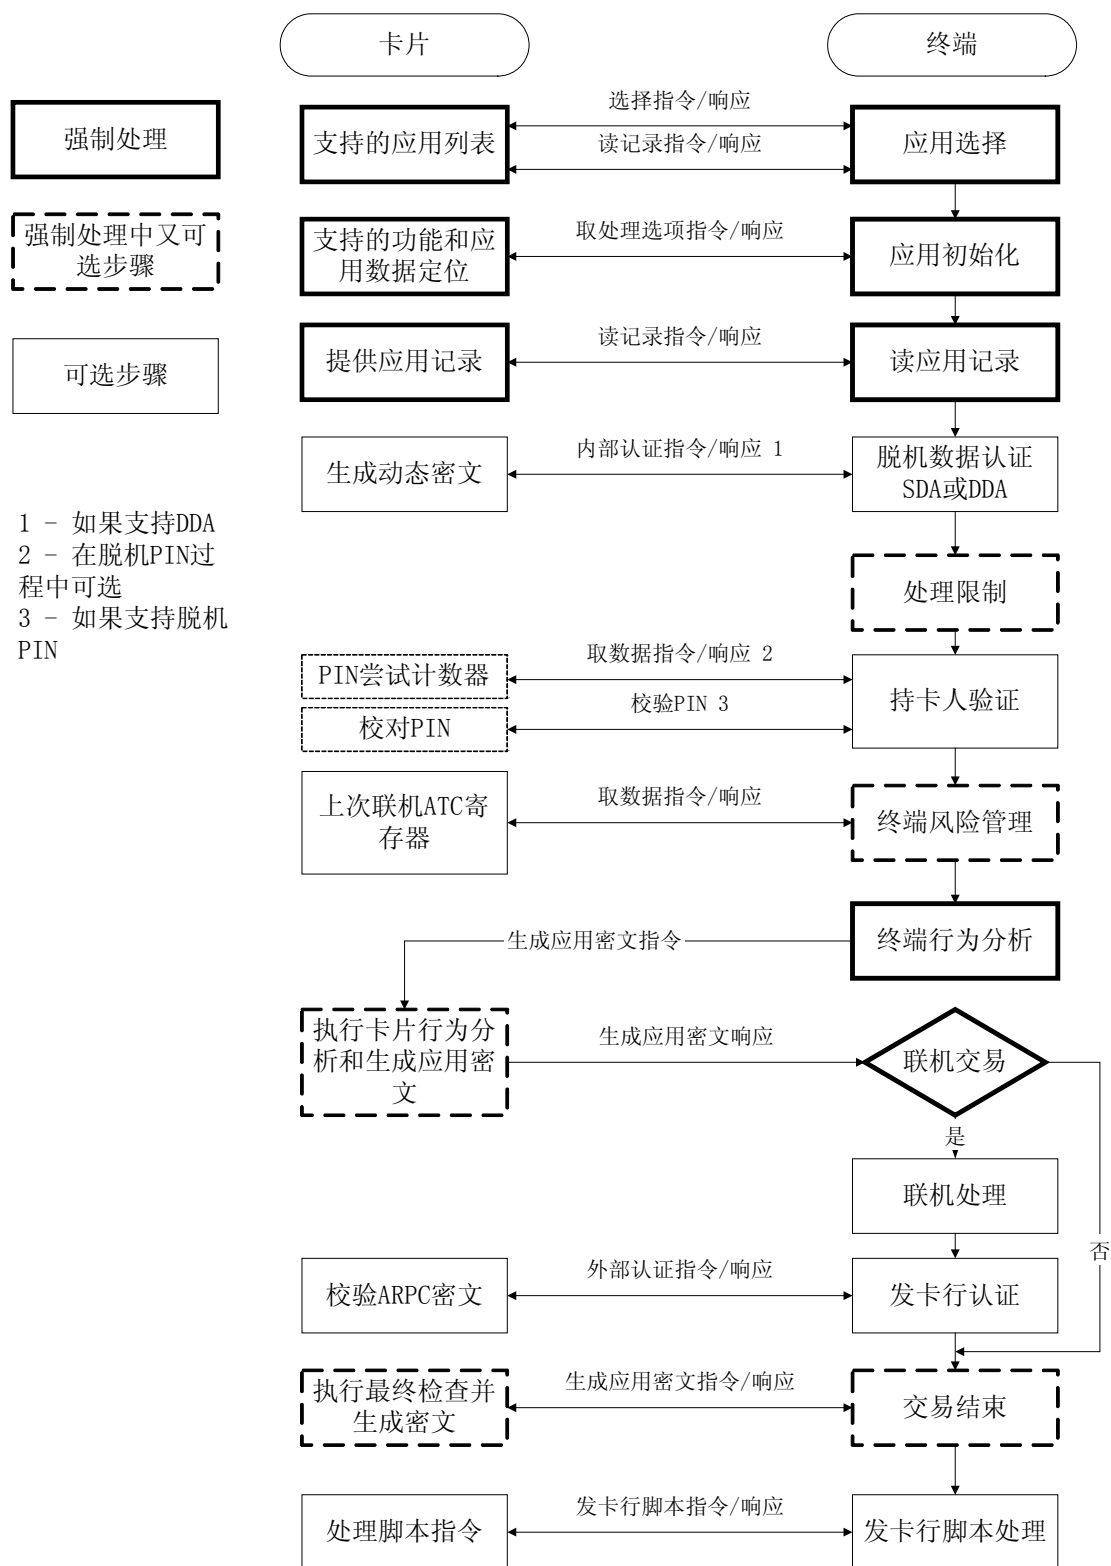 卡片
终端
强制处理
强制处理中又可
选步骤
可选步骤
1 - 如果支持DDA
2 - 在脱机PIN过
程中可选
3 - 如果支持脱机
PIN
支持的应用列表
选择指令/响应
读记录指令/响应
应用选择
支持的功能和应
用数据定位
取处理选项指令/响应
应用初始化
提供应用记录
读记录指令/响应
读应用记录
生成动态密文
内部认证指令/响应 1
脱机数据认证
SDA或DDA
处理限制
PIN尝试计数器
取数据指令/响应 2
校对PIN
校验PIN 3
持卡人验证
上次联机ATC寄
存器
取数据指令/响应
终端风险管理
生成应用密文指令
终端行为分析
执行卡片行为分
析和生成应用密
文
生成应用密文响应
联机交易
是
否
联机处理
校验ARPC密文
外部认证指令/响应
发卡行认证
执行最终检查并
生成密文
生成应用密文指令/响应
交易结束
处理脚本指令
发卡行脚本指令/响应
发卡行脚本处理